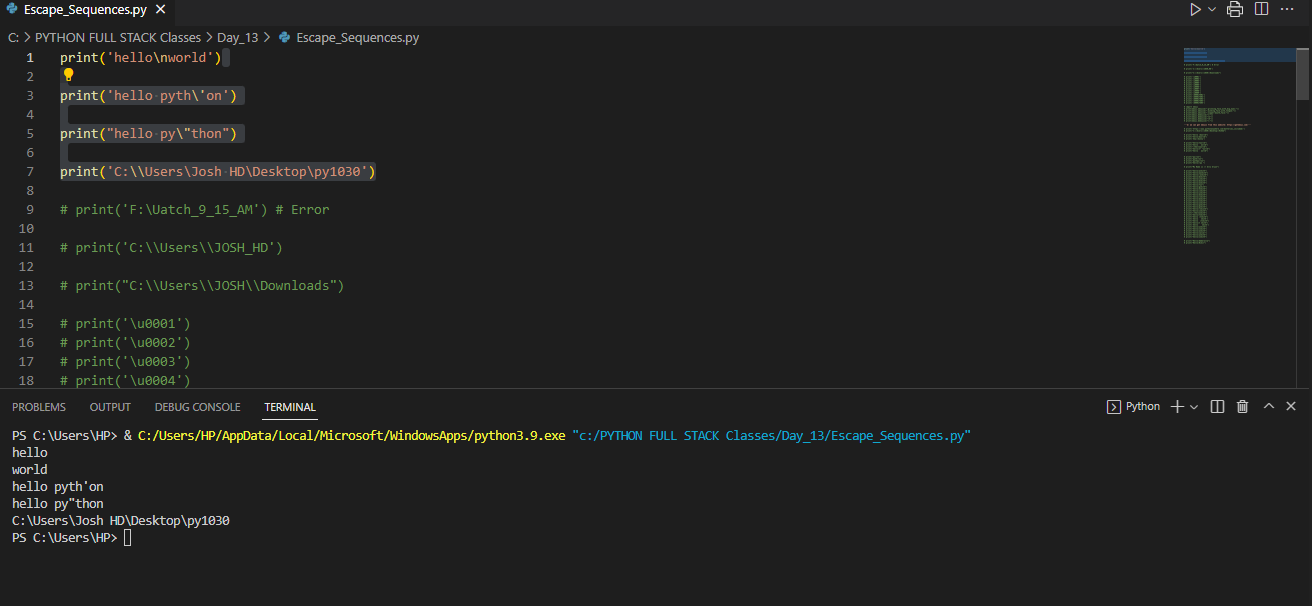 Escape_Sequences.py
C: > PYTHON FULL STACK Classes > Day_13 > Escape_Sequences.py
1 print('hello\nworld')
2
3 print('hello pyth\'on')
4
5 print("hello py\"thon")
6
7 print('C:\\Users\Josh HD\Desktop\py1030')
8
9 # print('F:\Uatch_9_15_AM') # Error
10
11 # print('C:\\Users\\JOSH_HD')
12
13 # print("C:\\Users\\JOSH\\Downloads")
14
15 # print('\u0001')
16 # print('\u0002')
17 # print('\u0003')
18 # print('\u0004')
PROBLEMS OUTPUT DEBUG CONSOLE TERMINAL Python
PS C:\Users\HP> & C:/Users/HP/AppData/Local/Microsoft/WindowsApps/python3.9.exe "c:/PYTHON FULL STACK Classes/Day_13/Escape_Sequences.py"
hello
world
hello pyth'on
hello py"thon
C:\Users\Josh HD\Desktop\py1030
PS C:\Users\HP>